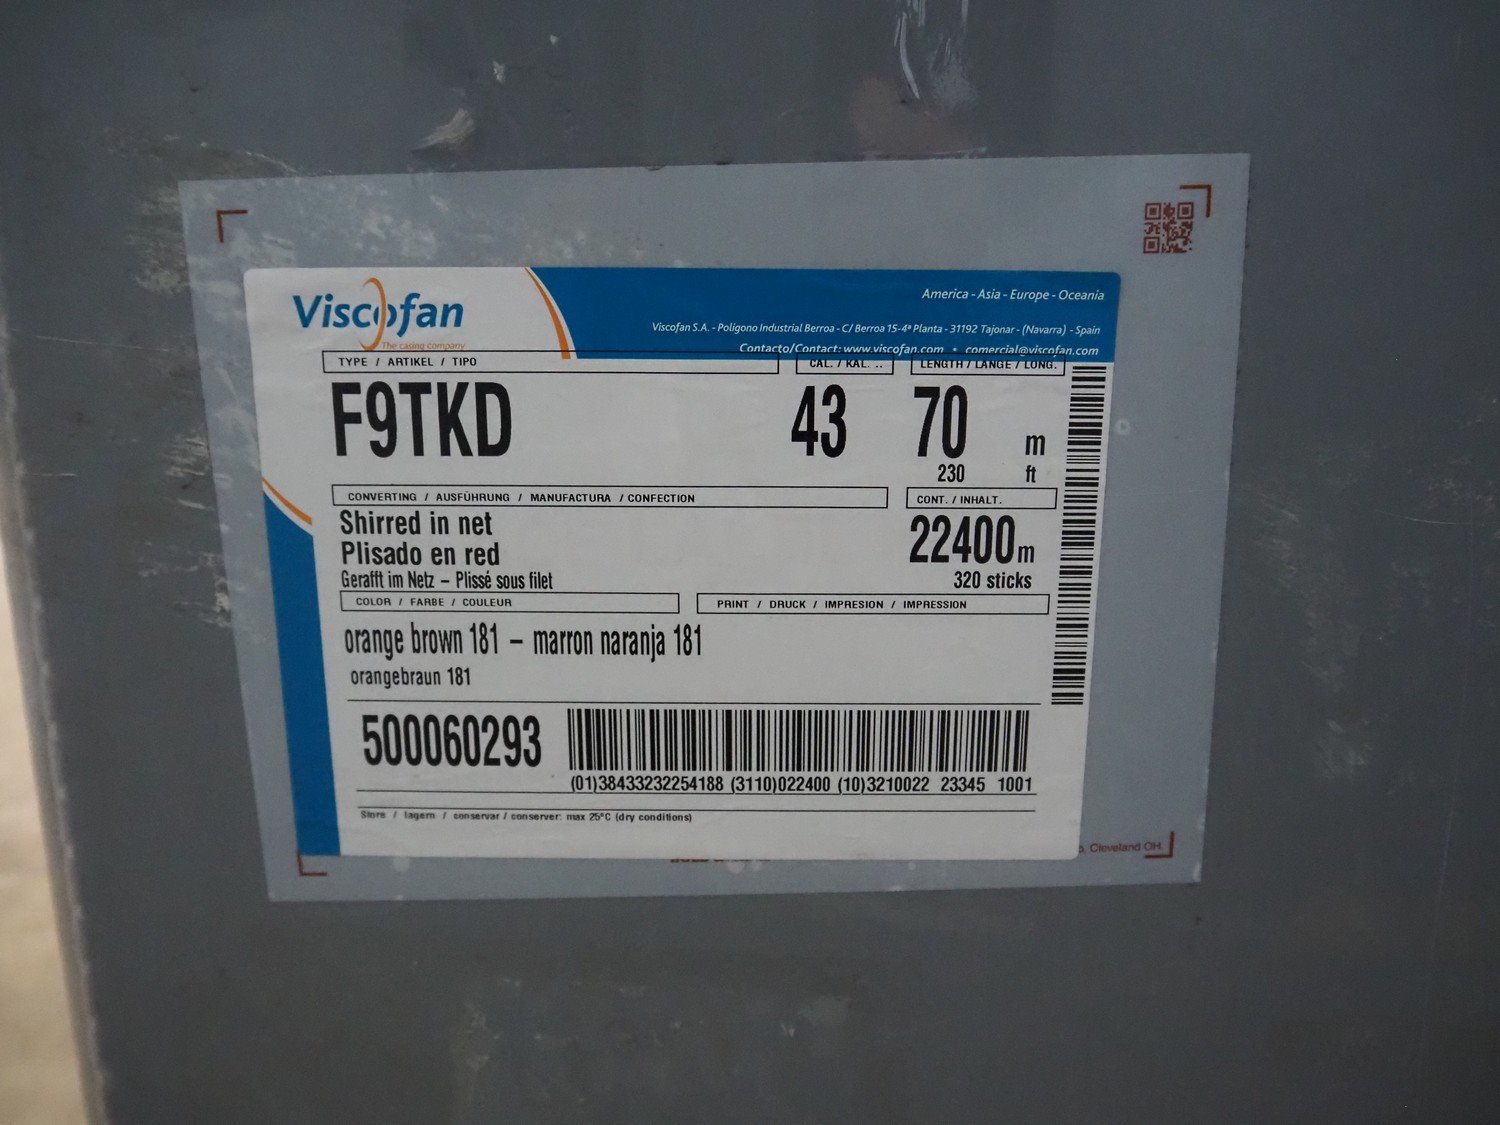 America - Asia - Europe - Oceania
Viscofan
The casing company
Viscofan S.A. - Polígono Industrial Berroa - C/ Berroa 15-4ª Planta - 31192 Tajonar - (Navarra) - Spain
Contacto/Contact: www.viscofan.com • comercial@viscofan.com
TYPE / ARTIKEL / TIPO
CAL. / KAL. ..
LENGTH / LANGE / LONG.
F9TKD
43
70 m
230 ft
CONVERTING / AUSFÜHRUNG / MANUFACTURA / CONFECTION
CONT. / INHALT.
Shirred in net
Plisado en red
Gerafft im Netz – Plissé sous filet
22400 m
320 sticks
COLOR / FARBE / COULEUR
PRINT / DRUCK / IMPRESION / IMPRESSION
orange brown 181 – marron naranja 181
orangebraun 181
500060293
(01)38433232254188 (3110)022400 (10)3210022 23345 1001
Store / lagern / conservar / conserver: max 25ºC (dry conditions)
Cleveland OH.